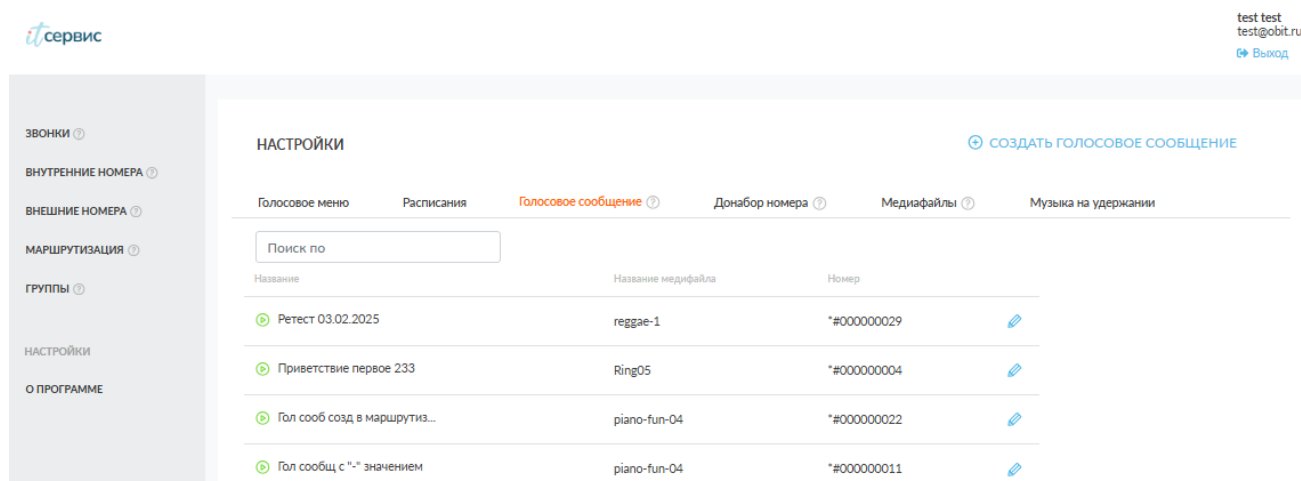 itсервис
test test
test@obit.ru
Выход
ЗВОНКИ
ВНУТРЕННИЕ НОМЕРА
ВНЕШНИЕ НОМЕРА
МАРШРУТИЗАЦИЯ
ГРУППЫ
НАСТРОЙКИ
О ПРОГРАММЕ
НАСТРОЙКИ
СОЗДАТЬ ГОЛОСОВОЕ СООБЩЕНИЕ
Голосовое меню Расписания Голосовое сообщение Донабор номера Медиафайлы Музыка на удержании
Поиск по
Название Название медифайла Номер
Ретест 03.02.2025 reggae-1 *#000000029
Приветствие первое 233 Ring05 *#000000004
Гол сооб созд в маршрутиз... piano-fun-04 *#000000022
Гол сообщ с "-" значением piano-fun-04 *#000000011